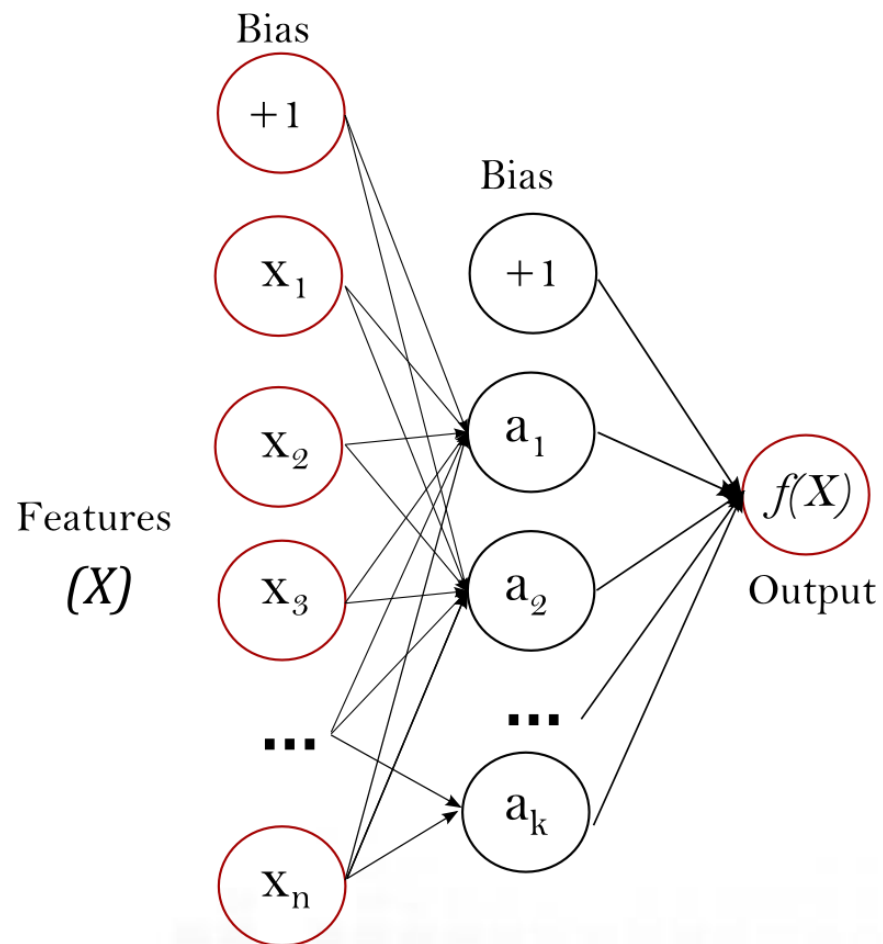 Bias
+1
x₁
x₂
x₃
...
xₙ
Features
(X)
Bias
+1
a₁
a₂
...
aₖ
f(X)
Output